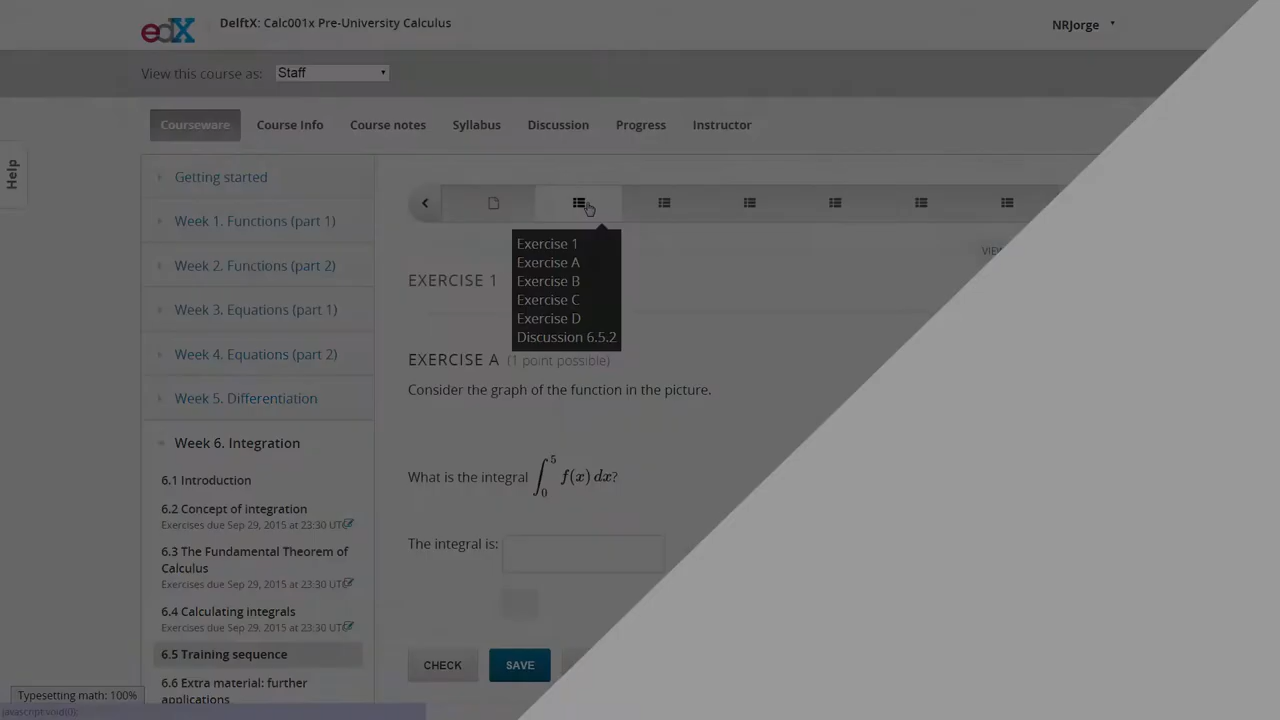 edX
DelftX: Calc001x Pre-University Calculus
NRJorge
View this course as: Staff
Courseware
Course Info
Course notes
Syllabus
Discussion
Progress
Instructor
Help
Getting started
Week 1. Functions (part 1)
Week 2. Functions (part 2)
Week 3. Equations (part 1)
Week 4. Equations (part 2)
Week 5. Differentiation
Week 6. Integration
6.1 Introduction
6.2 Concept of integration
Exercises due Sep 29, 2015 at 23:30 UTC
6.3 The Fundamental Theorem of
Calculus
Exercises due Sep 29, 2015 at 23:30 UTC
6.4 Calculating integrals
Exercises due Sep 29, 2015 at 23:30 UTC
6.5 Training sequence
6.6 Extra material: further
applications
Exercise 1
Exercise A
Exercise B
Exercise C
Exercise D
Discussion 6.5.2
EXERCISE 1
EXERCISE A (1 point possible)
Consider the graph of the function in the picture.
What is the integral ∫₀⁵ f(x) dx?
The integral is:
CHECK
SAVE
Typesetting math: 100%
javascript:void(0);